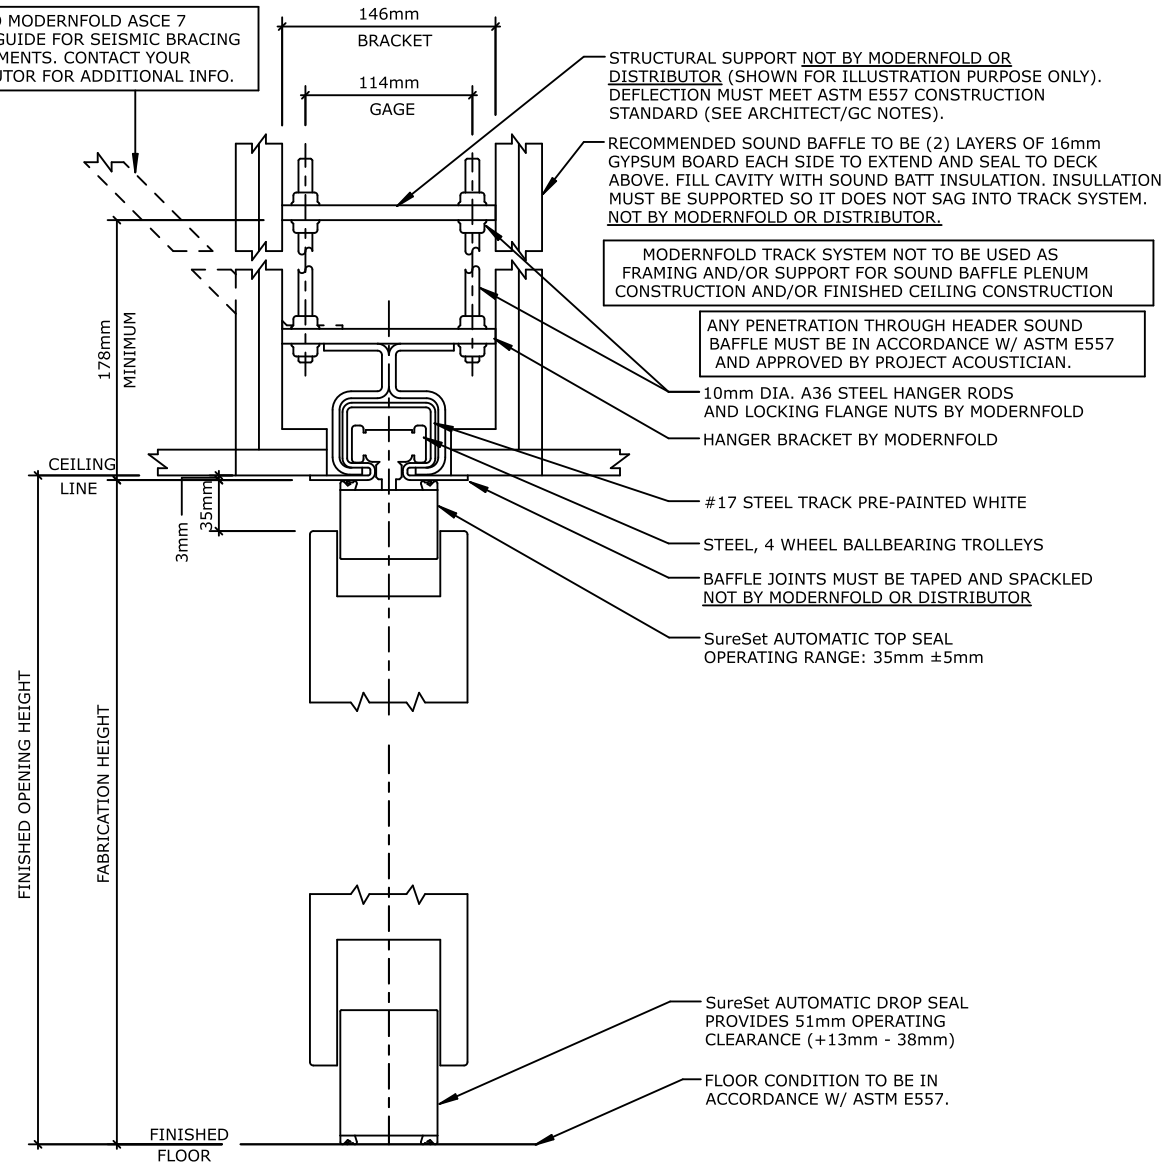 MODERNFOLD ASCE 7
GUIDE FOR SEISMIC BRACING
MENTS. CONTACT YOUR
UTOR FOR ADDITIONAL INFO.
146mm
BRACKET
114mm
GAGE
STRUCTURAL SUPPORT NOT BY MODERNFOLD OR
DISTRIBUTOR (SHOWN FOR ILLUSTRATION PURPOSE ONLY).
DEFLECTION MUST MEET ASTM E557 CONSTRUCTION
STANDARD (SEE ARCHITECT/GC NOTES).
RECOMMENDED SOUND BAFFLE TO BE (2) LAYERS OF 16mm
GYPSUM BOARD EACH SIDE TO EXTEND AND SEAL TO DECK
ABOVE. FILL CAVITY WITH SOUND BATT INSULATION. INSULLATION
MUST BE SUPPORTED SO IT DOES NOT SAG INTO TRACK SYSTEM.
NOT BY MODERNFOLD OR DISTRIBUTOR.
MODERNFOLD TRACK SYSTEM NOT TO BE USED AS
FRAMING AND/OR SUPPORT FOR SOUND BAFFLE PLENUM
CONSTRUCTION AND/OR FINISHED CEILING CONSTRUCTION
ANY PENETRATION THROUGH HEADER SOUND
BAFFLE MUST BE IN ACCORDANCE W/ ASTM E557
AND APPROVED BY PROJECT ACOUSTICIAN.
178mm
MINIMUM
10mm DIA. A36 STEEL HANGER RODS
AND LOCKING FLANGE NUTS BY MODERNFOLD
HANGER BRACKET BY MODERNFOLD
CEILING
LINE
3mm
35mm
#17 STEEL TRACK PRE-PAINTED WHITE
STEEL, 4 WHEEL BALLBEARING TROLLEYS
BAFFLE JOINTS MUST BE TAPED AND SPACKLED
NOT BY MODERNFOLD OR DISTRIBUTOR
SureSet AUTOMATIC TOP SEAL
OPERATING RANGE: 35mm ±5mm
FINISHED OPENING HEIGHT
FABRICATION HEIGHT
SureSet AUTOMATIC DROP SEAL
PROVIDES 51mm OPERATING
CLEARANCE (+13mm - 38mm)
FLOOR CONDITION TO BE IN
ACCORDANCE W/ ASTM E557.
FINISHED
FLOOR